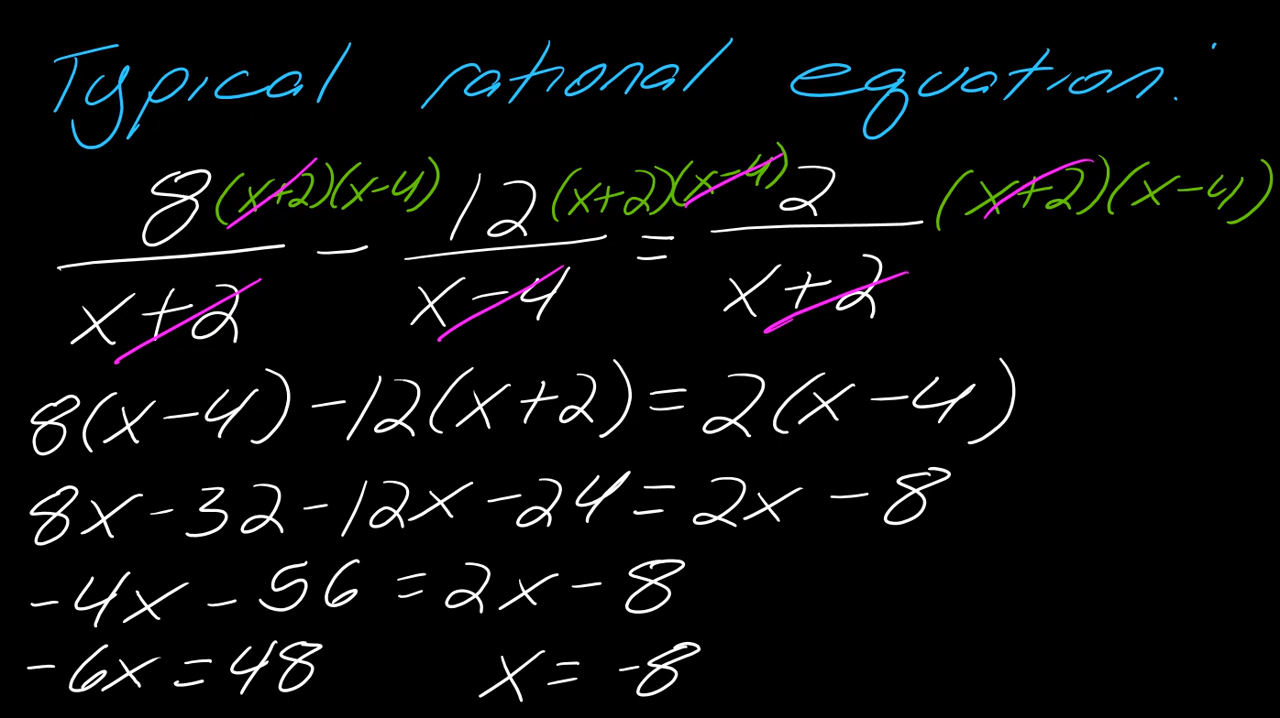 Typical rational equation:
8(x+2)(x-4) / x+2 - 12(x+2)(x-4) / x-4 = 2(x+2)(x-4) / x+2
8(x-4)-12(x+2)=2(x-4)
8x-32-12x-24=2x-8
-4x-56=2x-8
-6x=48 x=-8